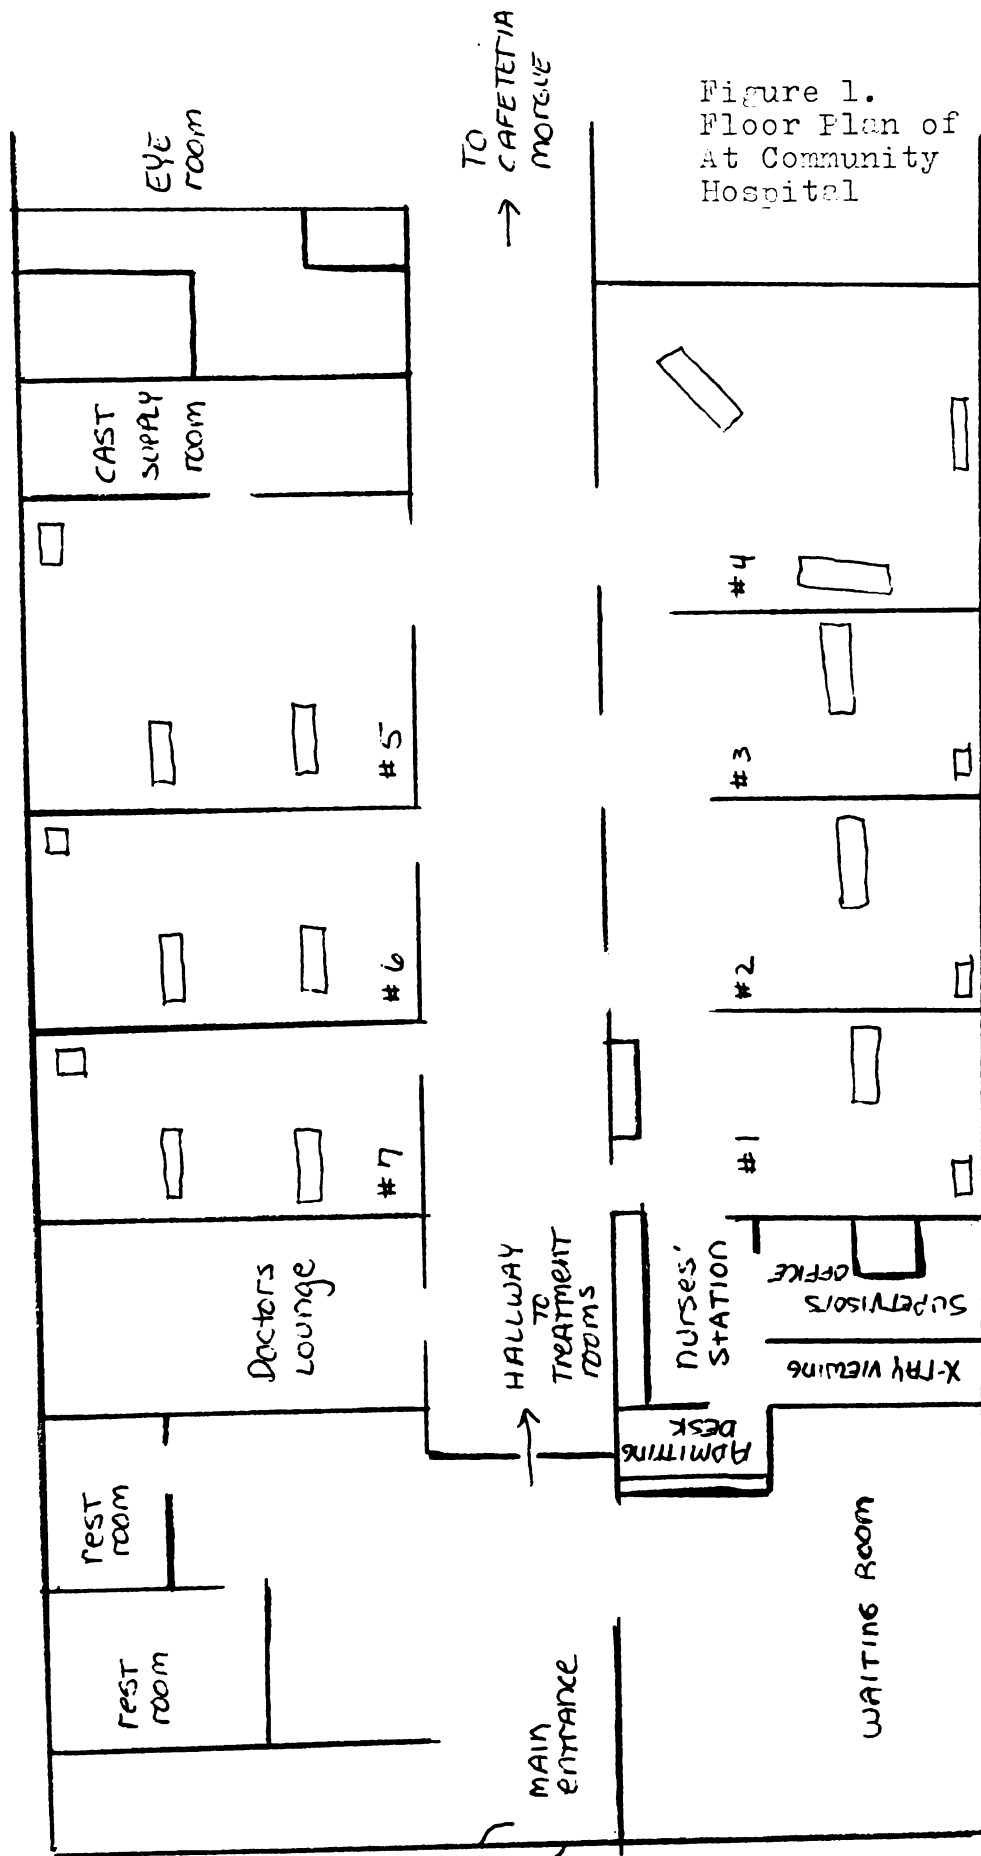 Figure 1.
Floor Plan of
At Community
Hospital
EYE
room
TO
→ CAFETETIA
MORGUE
CAST
SUPPLY
room
#4
#5
#3
#6
#2
#7
#1
Doctors
Lounge
→ HALLWAY
TO
TREATMENT
rooms
nurses'
STATION
SUPERVISORS
OFFICE
X-RAY VIEWING
ADMITTING
DESK
rest
room
rest
room
MAIN
entrance
WAITING ROOM